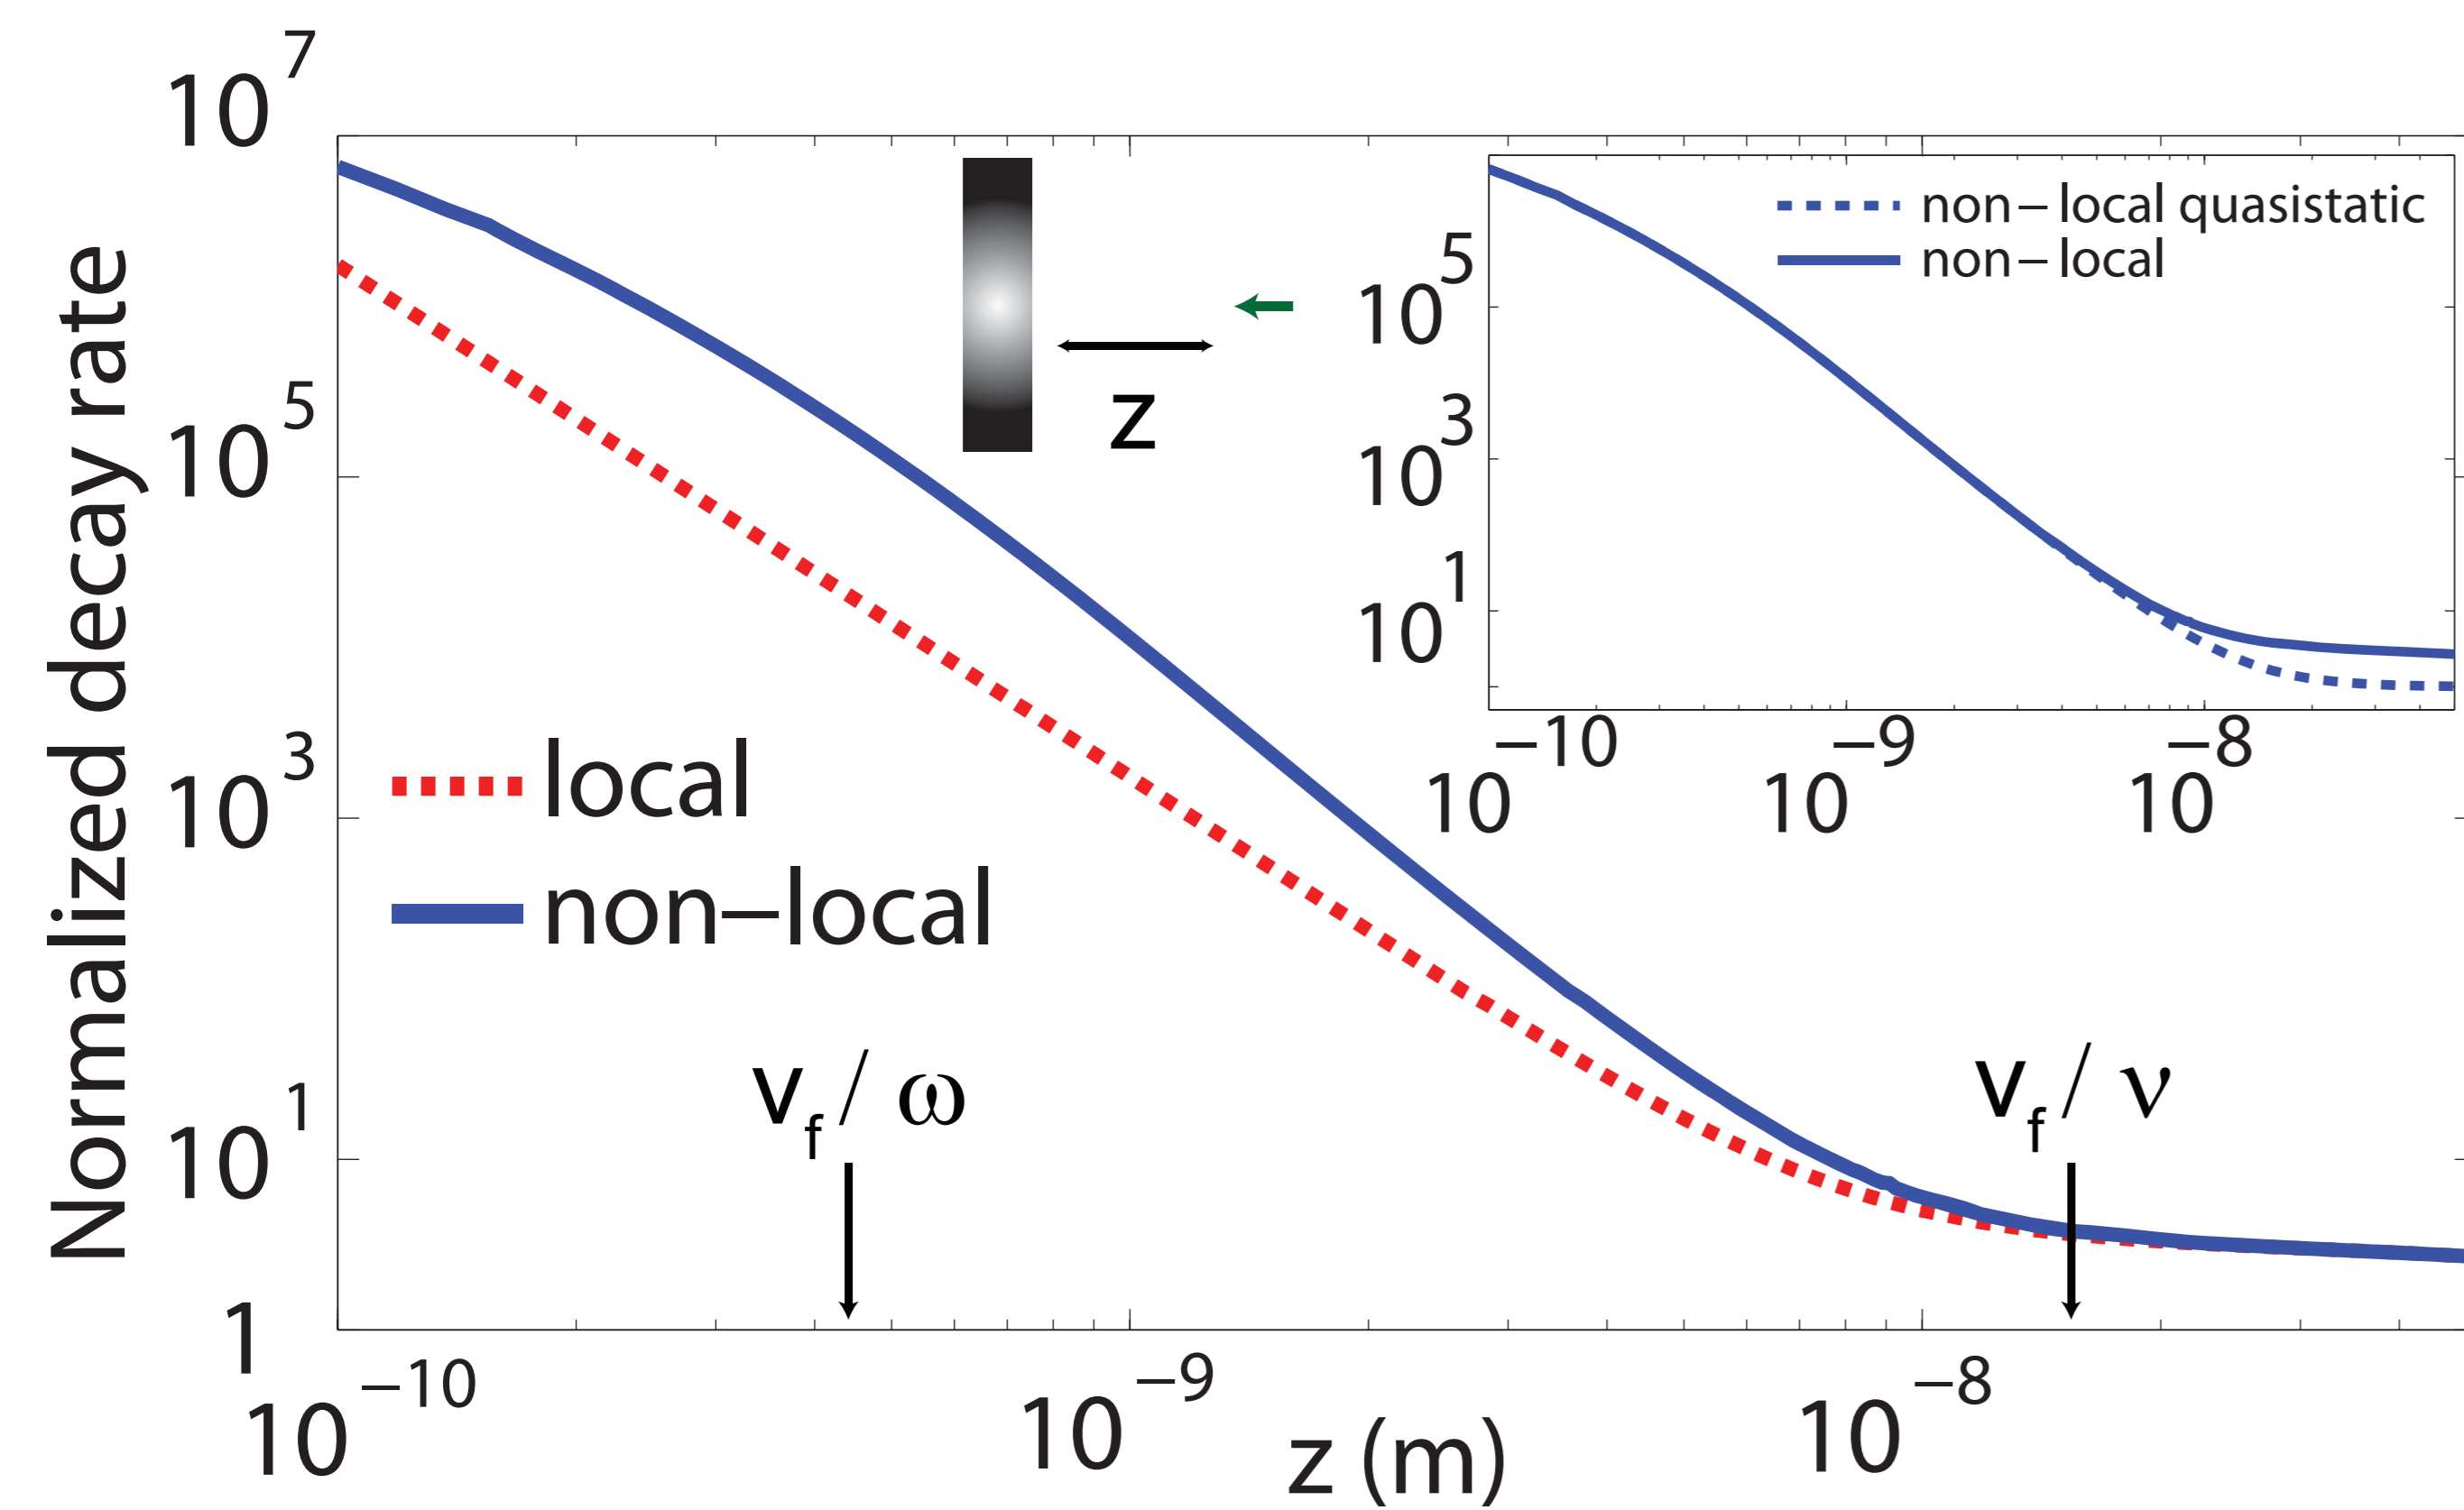 Normalized decay rate
10^7
10^5
10^3
10^1
1
local
non−local
v_f / ω
v_f / ν
z
10^−10
10^−9
10^−8
z (m)
non− local quasistatic
non− local
10^5
10^3
10^1
10^−10
10^−9
10^−8